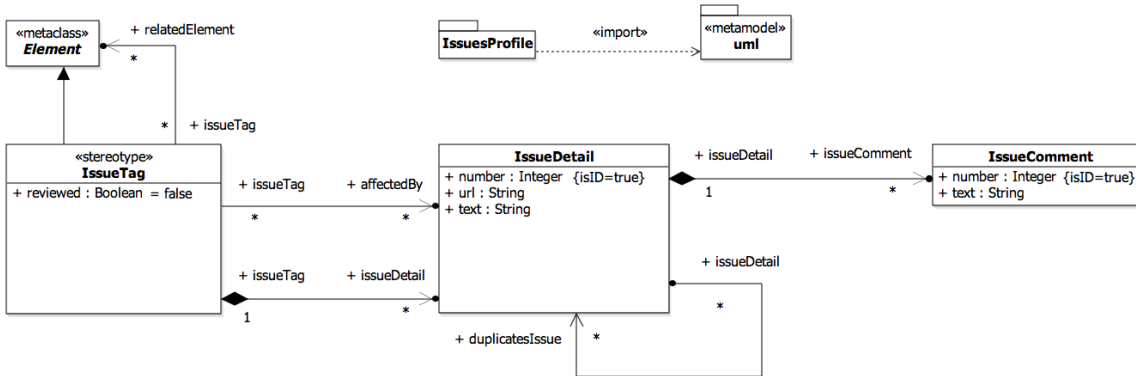 «metaclass»
Element
+ relatedElement
*
*
+ issueTag
IssuesProfile
«import»
«metamodel»
uml
«stereotype»
IssueTag
+ reviewed : Boolean = false
+ issueTag
+ affectedBy
*
*
+ issueTag
+ issueDetail
1
*
IssueDetail
+ number : Integer {isID=true}
+ url : String
+ text : String
+ issueDetail
+ issueComment
1
*
IssueComment
+ number : Integer {isID=true}
+ text : String
+ issueDetail
*
+ duplicatesIssue
*